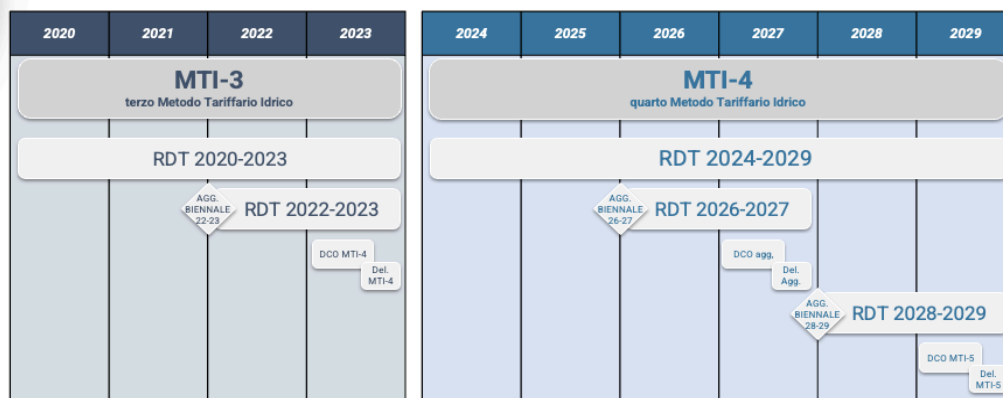 2020 2021 2022 2023 2024 2025 2026 2027 2028 2029
MTI-3
terzo Metodo Tariffario Idrico
MTI-4
quarto Metodo Tariffario Idrico
RDT 2020-2023
RDT 2024-2029
AGG.
BIENNALE
22-23
RDT 2022-2023
AGG.
BIENNALE
26-27
RDT 2026-2027
DCO MTI-4
Del.
MTI-4
DCO agg,
Del.
Agg.
AGG.
BIENNALE
28-29
RDT 2028-2029
DCO MTI-5
Del.
MTI-5